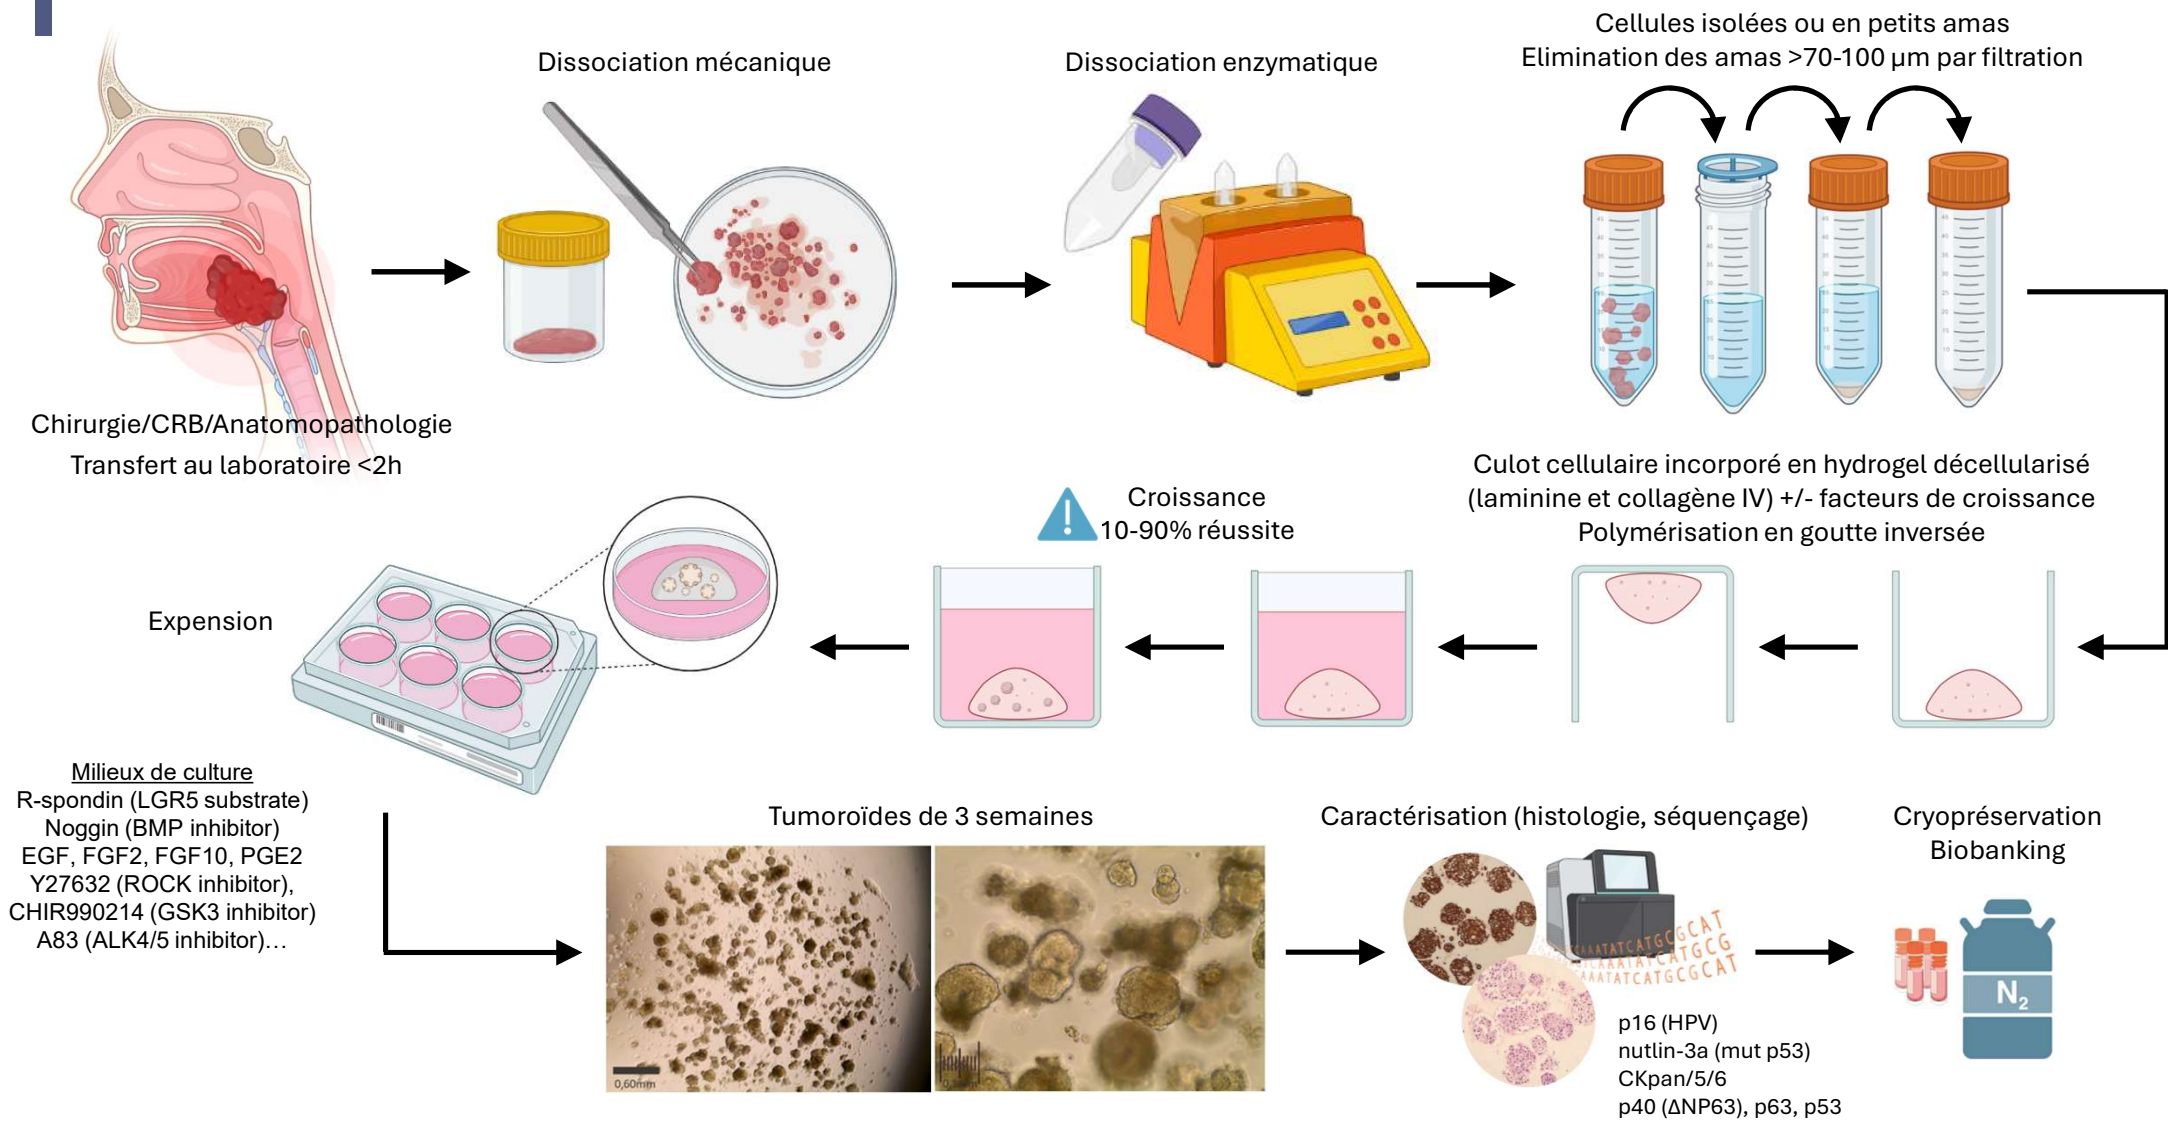 Dissociation mécanique
Dissociation enzymatique
Cellules isolées ou en petits amas
Elimination des amas >70-100 µm par filtration
Chirurgie/CRB/Anatomopathologie
Transfert au laboratoire <2h
Culot cellulaire incorporé en hydrogel décellularisé
(laminine et collagène IV) +/- facteurs de croissance
Polymérisation en goutte inversée
Croissance
10-90% réussite
Expension
Milieux de culture
R-spondin (LGR5 substrate)
Noggin (BMP inhibitor)
EGF, FGF2, FGF10, PGE2
Y27632 (ROCK inhibitor),
CHIR990214 (GSK3 inhibitor)
A83 (ALK4/5 inhibitor)…
Tumoroïdes de 3 semaines
0,60mm
Caractérisation (histologie, séquençage)
AAATATCATGCGCAT
AAATATCATGCG
AAATATCATGCGCAT
p16 (HPV)
nutlin-3a (mut p53)
CKpan/5/6
p40 (ΔNP63), p63, p53
Cryopréservation
Biobanking
N₂